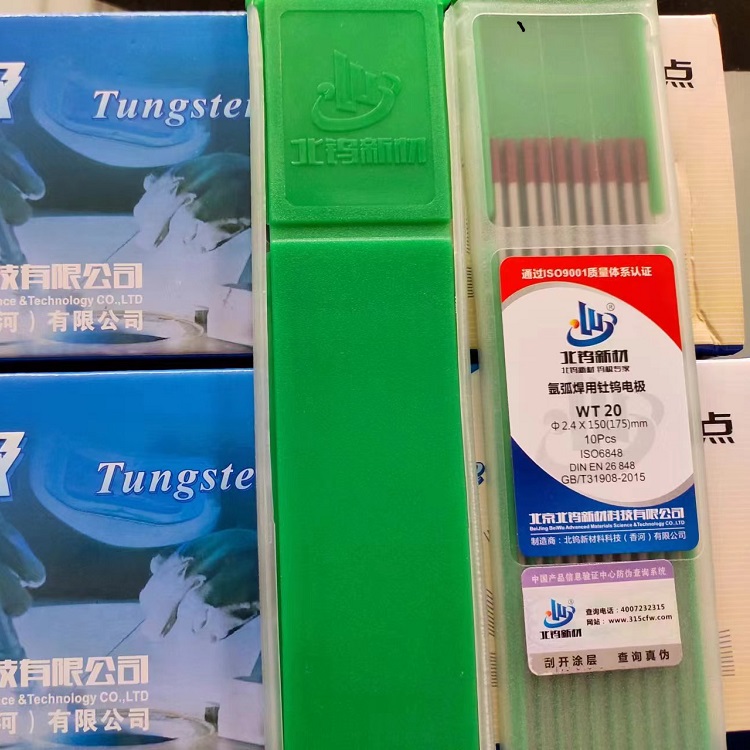 Tungste
技有限公司
nce & Technology CO.,LTD
河）有限公司
Tungste
技有限公司
nce & Technology CO.,LTD
河）有限公司
北钨新材
点
点
通过ISO9001质量体系认证
®
北钨新材
北钨新材 钨极专家
氩弧焊用钍钨电极
WT 20
Φ2.4 X 150(175)mm
10Pcs
ISO6848
DIN EN 26 848
GB/T31908-2015
北京北钨新材料科技有限公司
BeiJing BeiWu Advanced Materials Science &Technology CO.,LTD
制造商：北钨新材料科技（香河）有限公司
中国产品信息验证中心防伪查询系统
北钨新材
查询电话：4007232315
网站：www.315cfw.com
刮开涂层 查询真伪